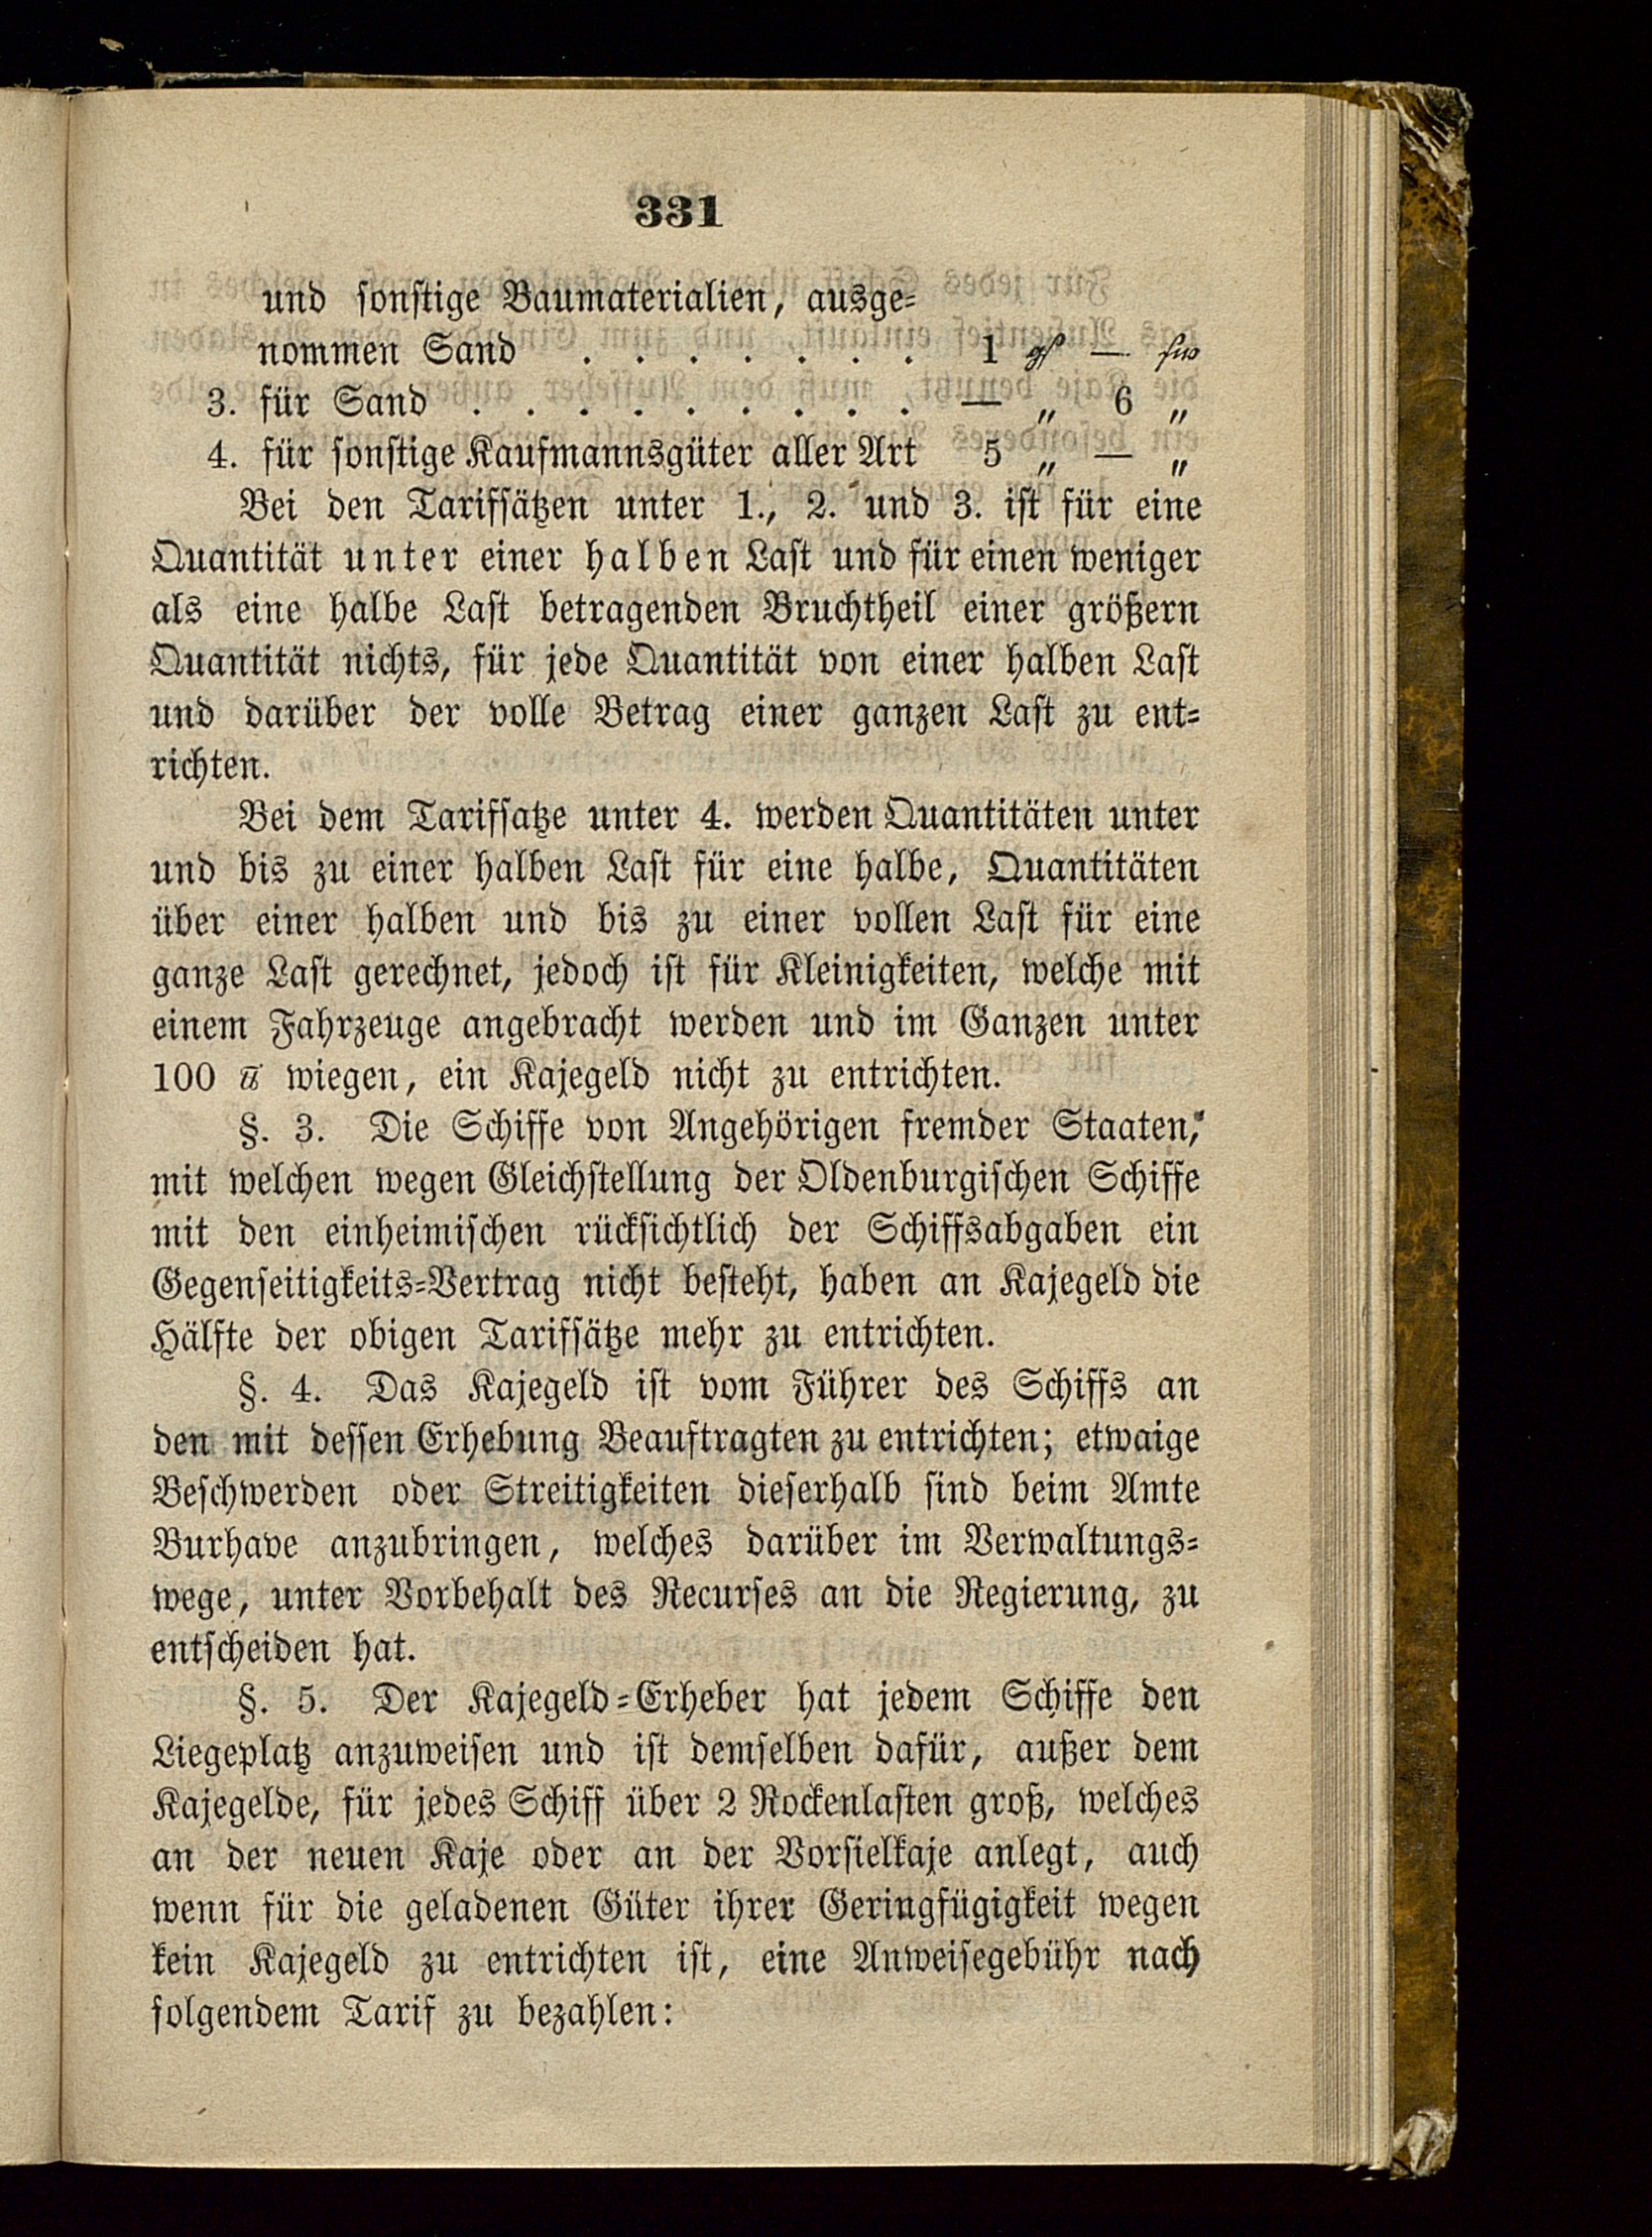 331
und sonstige Baumaterialien, ausge=
nommen Sand . . . . . . . 1 gs — sw
3. für Sand . . . . . . . . . — „ 6 „
4. für sonstige Kaufmannsgüter aller Art 5 „ — „
Bei den Tarifsätzen unter 1., 2. und 3. ist für eine
Quantität unter einer halben Last und für einen weniger
als eine halbe Last betragenden Bruchtheil einer größern
Quantität nichts, für jede Quantität von einer halben Last
und darüber der volle Betrag einer ganzen Last zu ent=
richten.
Bei dem Tarifsatze unter 4. werden Quantitäten unter
und bis zu einer halben Last für eine halbe, Quantitäten
über einer halben und bis zu einer vollen Last für eine
ganze Last gerechnet, jedoch ist für Kleinigkeiten, welche mit
einem Fahrzeuge angebracht werden und im Ganzen unter
100 ℔ wiegen, ein Kajegeld nicht zu entrichten.
§. 3. Die Schiffe von Angehörigen fremder Staaten,
mit welchen wegen Gleichstellung der Oldenburgischen Schiffe
mit den einheimischen rücksichtlich der Schiffsabgaben ein
Gegenseitigkeits=Vertrag nicht besteht, haben an Kajegeld die
Hälfte der obigen Tarifsätze mehr zu entrichten.
§. 4. Das Kajegeld ist vom Führer des Schiffs an
den mit dessen Erhebung Beauftragten zu entrichten; etwaige
Beschwerden oder Streitigkeiten dieserhalb sind beim Amte
Burhave anzubringen, welches darüber im Verwaltungs=
wege, unter Vorbehalt des Recurses an die Regierung, zu
entscheiden hat.
§. 5. Der Kajegeld=Erheber hat jedem Schiffe den
Liegeplatz anzuweisen und ist demselben dafür, außer dem
Kajegelde, für jedes Schiff über 2 Rockenlasten groß, welches
an der neuen Kaje oder an der Vorsielkaje anlegt, auch
wenn für die geladenen Güter ihrer Geringfügigkeit wegen
kein Kajegeld zu entrichten ist, eine Anweisegebühr nach
folgendem Tarif zu bezahlen: